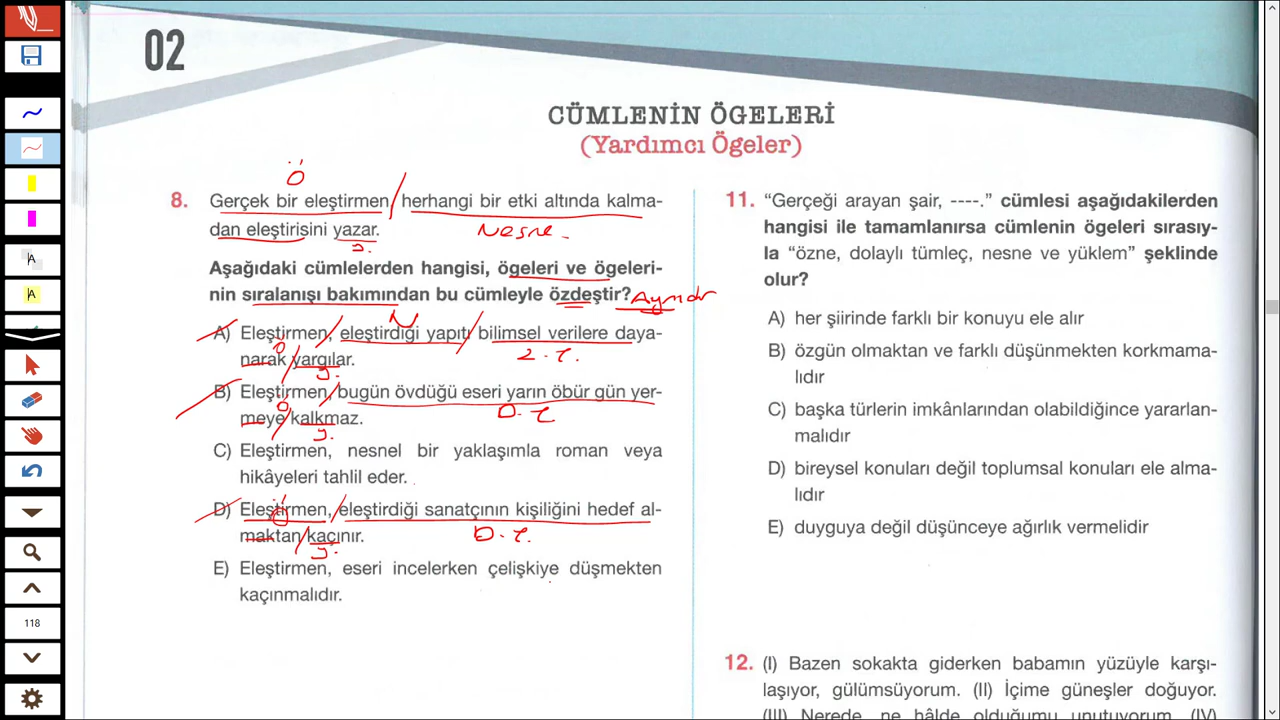 02
CÜMLENİN ÖGELERİ
(Yardımcı Ögeler)
Ö
8. Gerçek bir eleştirmen herhangi bir etki altında kalma-
dan eleştirisini yazar.
Nesne
y.
Aşağıdaki cümlelerden hangisi, ögeleri ve ögeleri-
nin sıralanışı bakımından bu cümleyle özdeştir?
Aynıdır
N
A) Eleştirmen, eleştirdiği yapıtı bilimsel verilere daya-
narak yargılar.
Ö
y.
Z.T.
B) Eleştirmen, bugün övdüğü eseri yarın öbür gün yer-
meye kalkmaz.
Ö
y.
D.T
C) Eleştirmen, nesnel bir yaklaşımla roman veya
hikâyeleri tahlil eder.
D) Eleştirmen, eleştirdiği sanatçının kişiliğini hedef al-
maktan kaçınır.
Ö
y.
D.T.
E) Eleştirmen, eseri incelerken çelişkiye düşmekten
kaçınmalıdır.
11. “Gerçeği arayan şair, ----.” cümlesi aşağıdakilerden
hangisi ile tamamlanırsa cümlenin ögeleri sırasıy-
la “özne, dolaylı tümleç, nesne ve yüklem” şeklinde
olur?
A) her şiirinde farklı bir konuyu ele alır
B) özgün olmaktan ve farklı düşünmekten korkmama-
lıdır
C) başka türlerin imkânlarından olabildiğince yararlan-
malıdır
D) bireysel konuları değil toplumsal konuları ele alma-
lıdır
E) duyguya değil düşünceye ağırlık vermelidir
12. (I) Bazen sokakta giderken babamın yüzüyle karşı-
laşıyor, gülümsüyorum. (II) İçime güneşler doğuyor.
(III) Nerede, ne hâlde olduğumu unutuyorum. (IV)
A
A
118